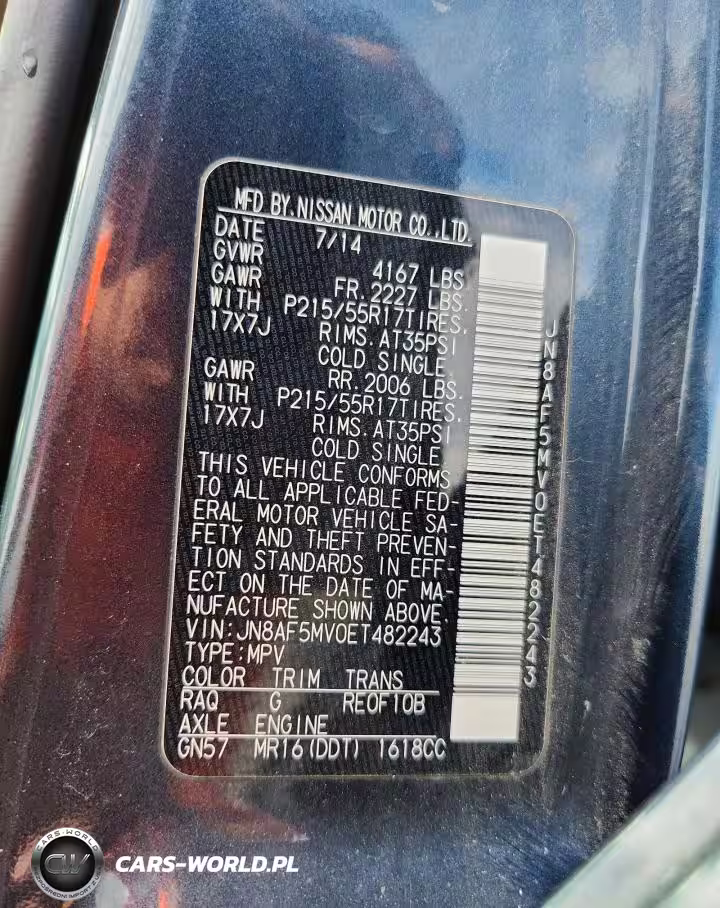 MFD BY.NISSAN MOTOR CO.,LTD.
DATE 7/14
GVWR 4167 LBS
GAWR FR.2227 LBS.
WITH P215/55R17TIRES,
17X7J RIMS.AT35PSI
COLD SINGLE
GAWR RR.2006 LBS.
WITH P215/55R17TIRES,
17X7J RIMS.AT35PSI
COLD SINGLE
THIS VEHICLE CONFORMS
TO ALL APPLICABLE FED-
ERAL MOTOR VEHICLE SA-
FETY AND THEFT PREVEN-
TION STANDARDS IN EFF-
ECT ON THE DATE OF MA-
NUFACTURE SHOWN ABOVE.
VIN:JN8AF5MV0ET482243
TYPE:MPV
COLOR TRIM TRANS
RAQ G RE0F10B
AXLE ENGINE
GN57 MR16(DDT) 1618CC
JN8AF5MV0ET482243
CARS-WORLD
CW
CARS-WORLD.PL